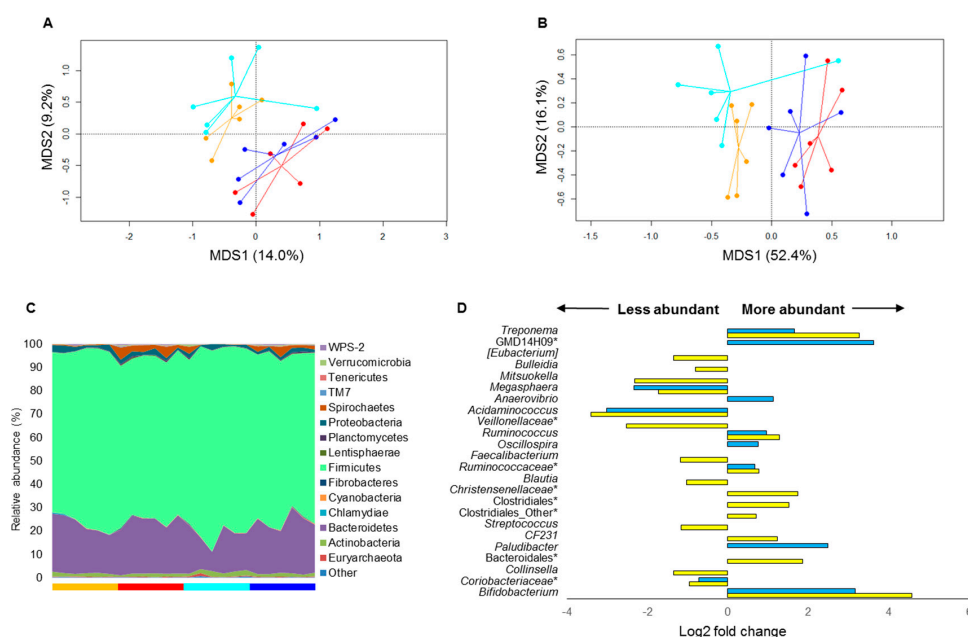 A
MDS2 (9.2%)
1.0
0.5
0.0
-0.5
-1.0
-2
-1
0
1
2
3
MDS1 (14.0%)
B
MDS2 (16.1%)
0.6
0.4
0.2
0.0
-0.2
-0.4
-0.6
-1.5
-1.0
-0.5
0.0
0.5
1.0
MDS1 (52.4%)
C
Relative abundance (%)
100
90
80
70
60
50
40
30
20
10
0
WPS-2
Verrucomicrobia
Tenericutes
TM7
Spirochaetes
Proteobacteria
Planctomycetes
Lentisphaerae
Firmicutes
Fibrobacteres
Cyanobacteria
Chlamydiae
Bacteroidetes
Actinobacteria
Euryarchaeota
Other
D
Less abundant
More abundant
Treponema
GMD14H09*
[Eubacterium]
Bulleidia
Mitsuokella
Megasphaera
Anaerovibrio
Acidaminococcus
Veillonellaceae*
Ruminococcus
Oscillospira
Faecalibacterium
Ruminococcaceae*
Blautia
Christensenellaceae*
Clostridiales*
Clostridiales_Other*
Streptococcus
CF231
Paludibacter
Bacteroidales*
Collinsella
Coriobacteriaceae*
Bifidobacterium
-4
-2
0
2
4
6
Log2 fold change